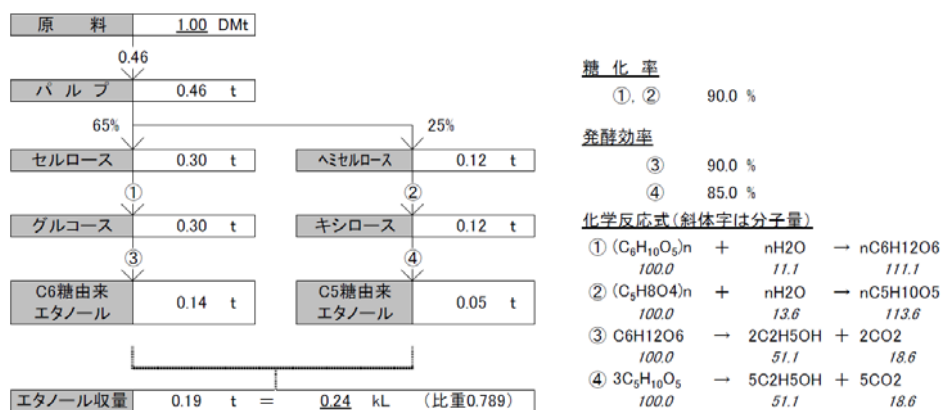 原料 1.00 DMt
0.46
パルプ 0.46 t
65% 25%
セルロース 0.30 t
ヘミセルロース 0.12 t
① ②
グルコース 0.30 t
キシロース 0.12 t
③ ④
C6糖由来
エタノール 0.14 t
C5糖由来
エタノール 0.05 t
エタノール収量 0.19 t = 0.24 kL (比重0.789)
糖化率
①, ② 90.0 %
発酵効率
③ 90.0 %
④ 85.0 %
化学反応式(斜体字は分子量)
① (C₆H₁₀O₅)n + nH2O → nC6H12O6
100.0 11.1 111.1
② (C₅H8O4)n + nH2O → nC5H10O5
100.0 13.6 113.6
③ C6H12O6 → 2C2H5OH + 2CO2
100.0 51.1 18.6
④ 3C₅H₁₀O₅ → 5C2H5OH + 5CO2
100.0 51.1 18.6